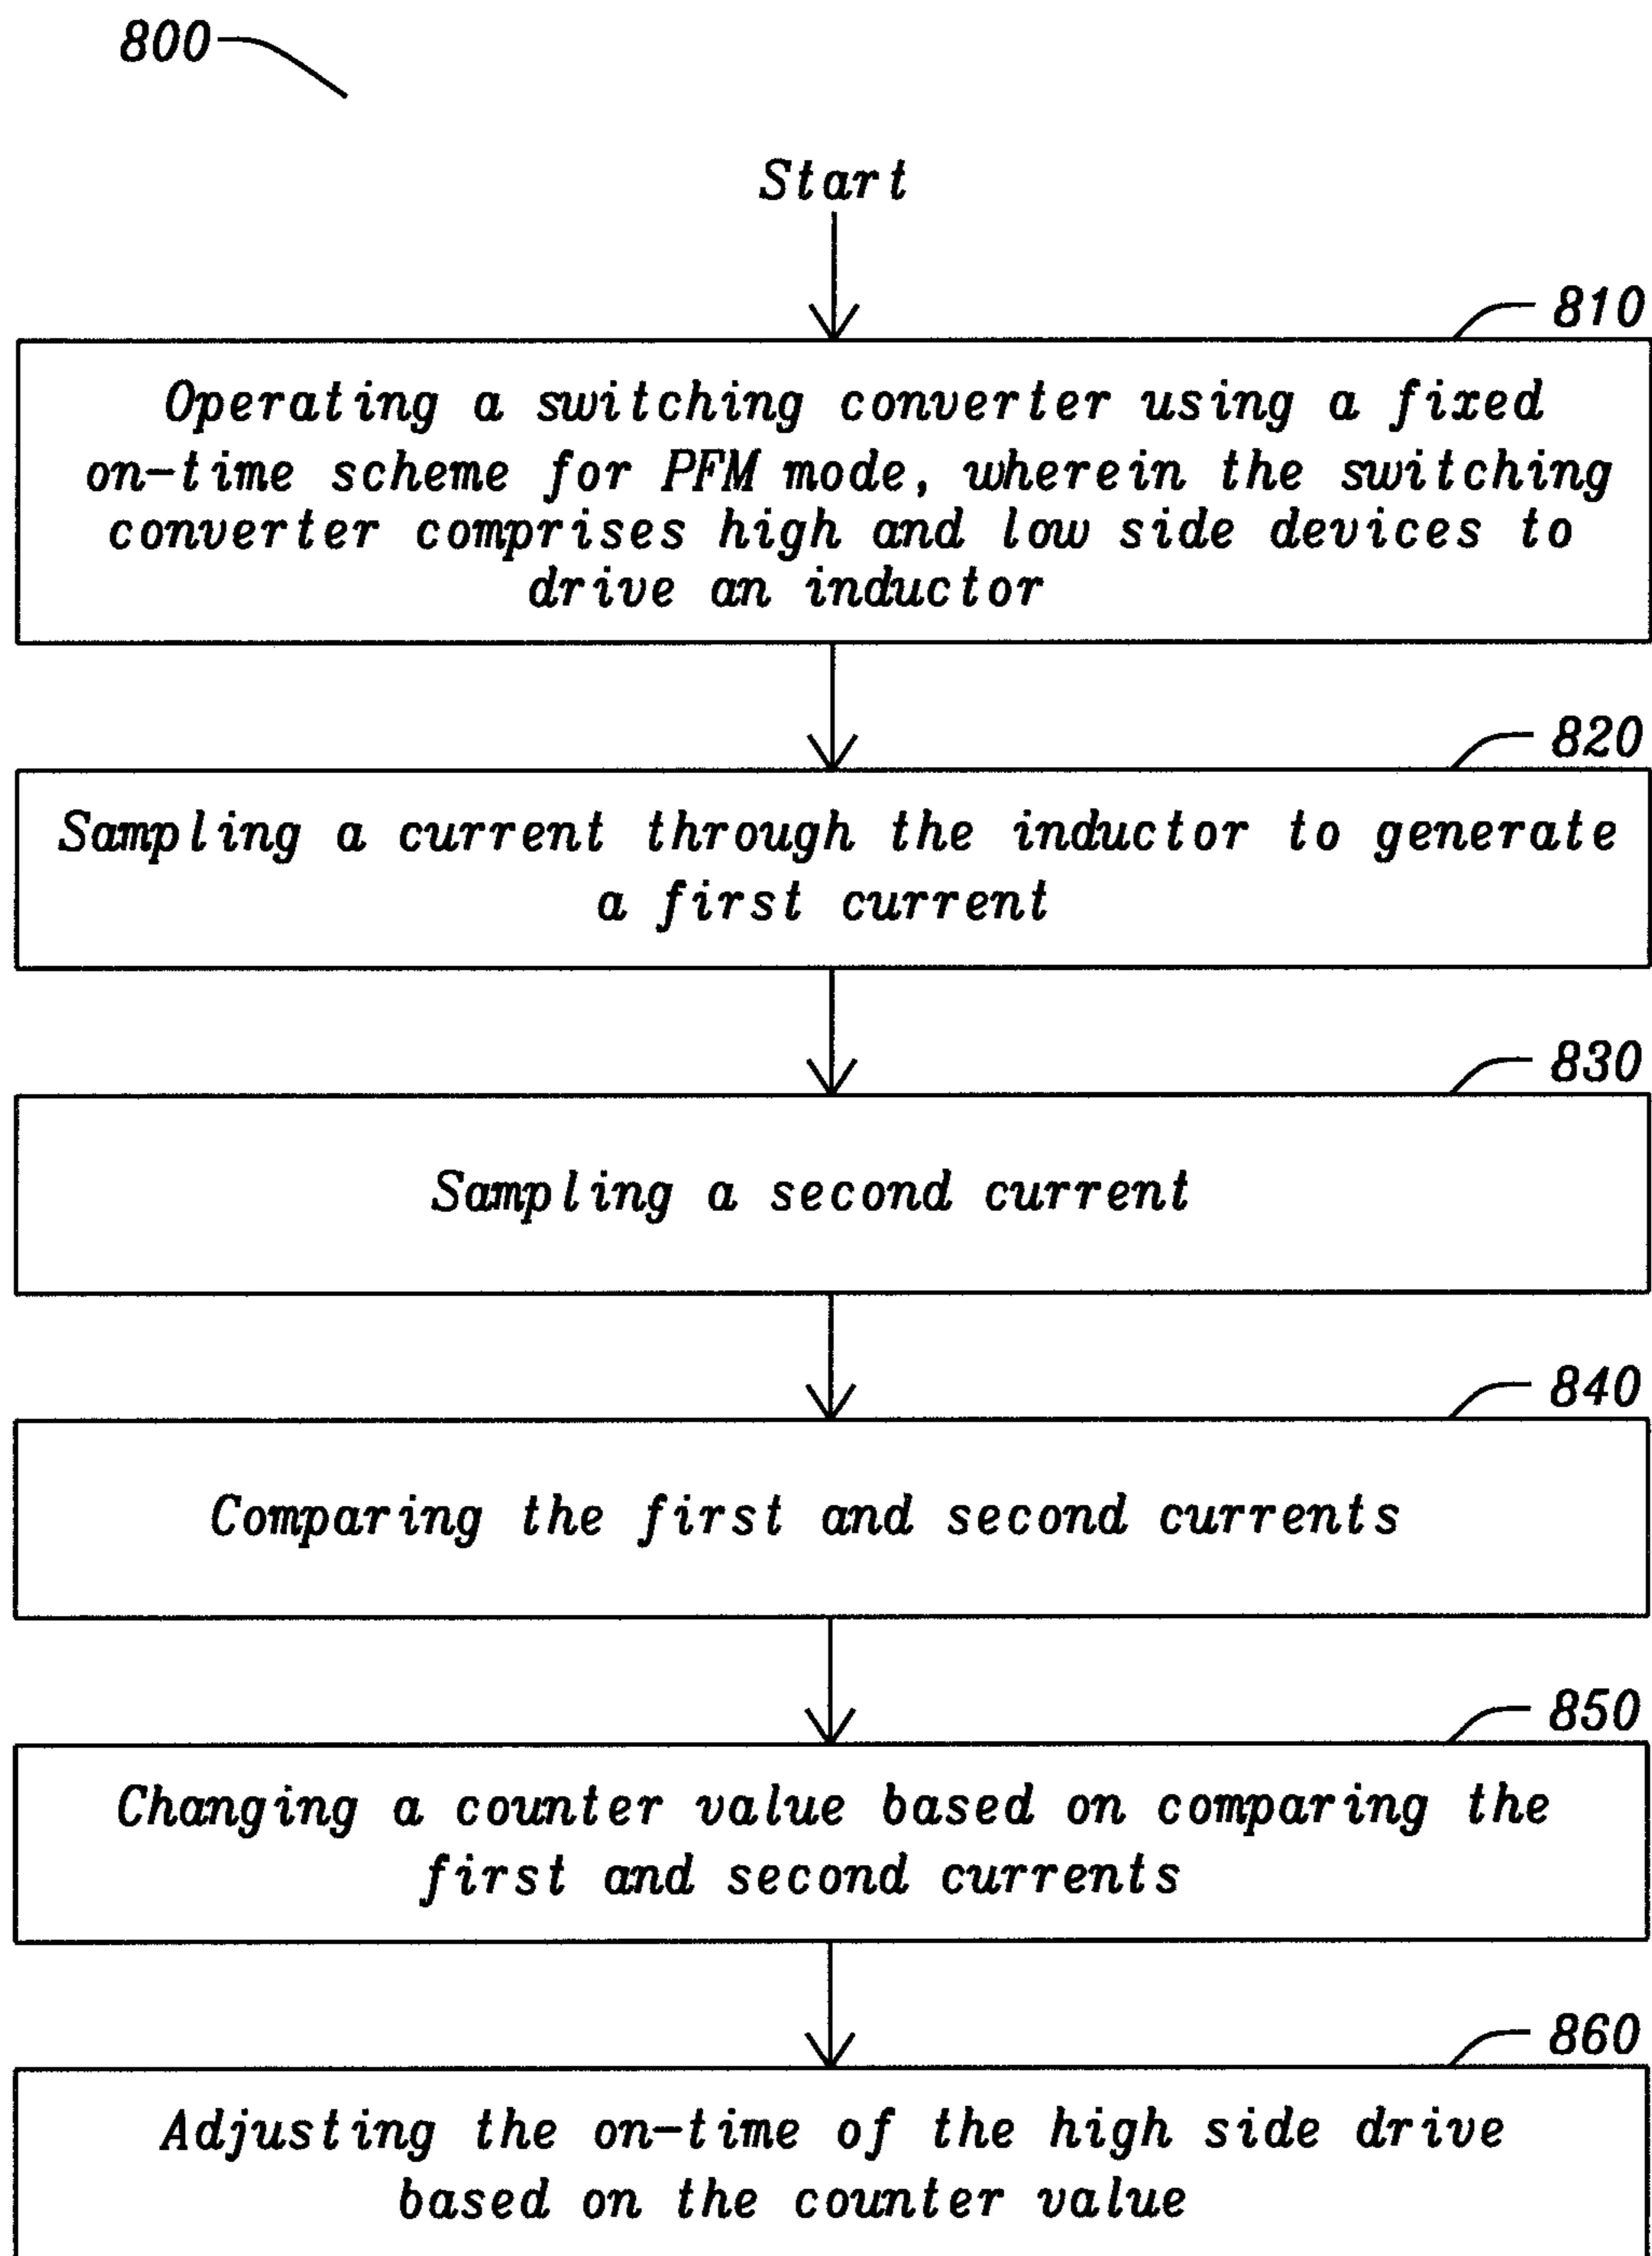 800
Start
810
Operating a switching converter using a fixed
on-time scheme for PFM mode, wherein the switching
converter comprises high and low side devices to
drive an inductor
820
Sampling a current through the inductor to generate
a first current
830
Sampling a second current
840
Comparing the first and second currents
850
Changing a counter value based on comparing the
first and second currents
860
Adjusting the on-time of the high side drive
based on the counter value